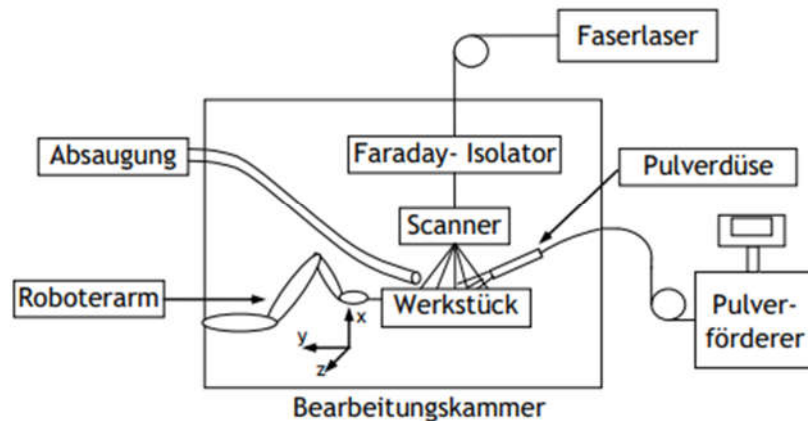 Faserlaser
Absaugung
Faraday- Isolator
Pulverdüse
Scanner
Roboterarm
Werkstück
x
y
z
Pulver-
förderer
Bearbeitungskammer